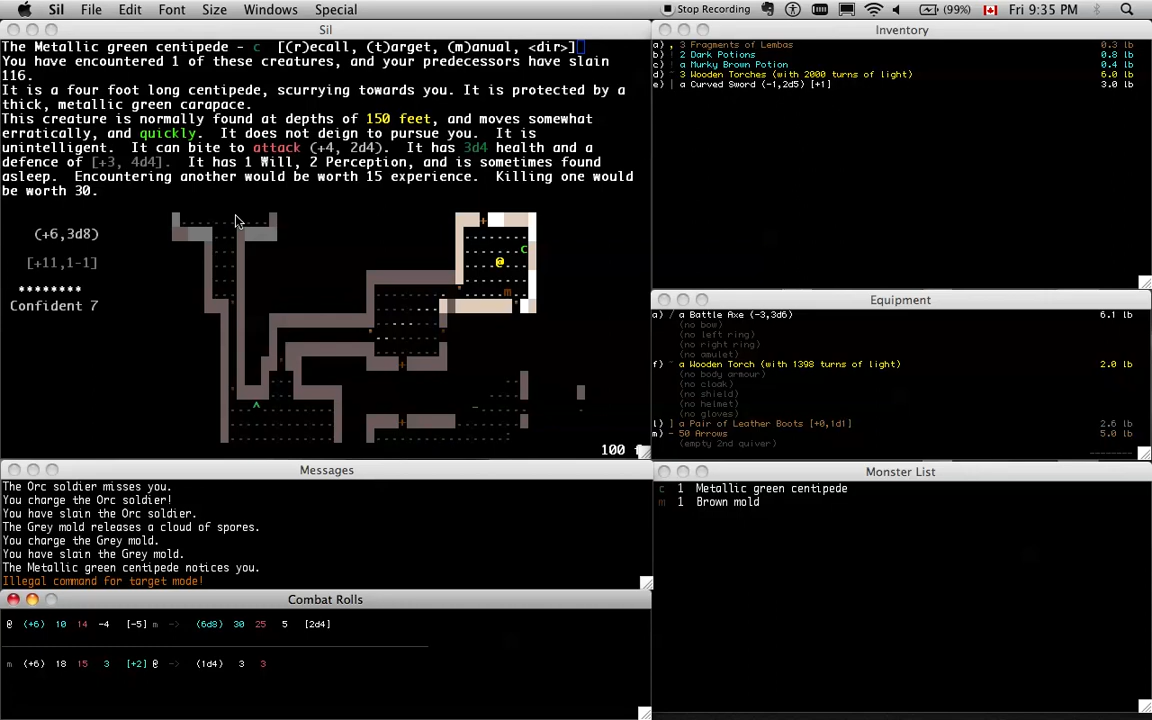 Sil File Edit Font Size Windows Special Stop Recording (99%) Fri 9:35 PM
Sil
The Metallic green centipede - c [(r)ecall, (t)arget, (m)anual, <dir>]
You have encountered 1 of these creatures, and your predecessors have slain
116.
It is a four foot long centipede, scurrying towards you. It is protected by a
thick, metallic green carapace.
This creature is normally found at depths of 150 feet, and moves somewhat
erratically, and quickly. It does not deign to pursue you. It is
unintelligent. It can bite to attack (+4, 2d4). It has 3d4 health and a
defence of [+3, 4d4]. It has 1 Will, 2 Perception, and is sometimes found
asleep. Encountering another would be worth 15 experience. Killing one would
be worth 30.
(+6,3d8)
[+11,1-1]
********
Confident 7
c
@
m
^
100 f
Inventory
a) , 3 Fragments of Lembas 0.3 lb
b) ! 2 Dark Potions 0.8 lb
c) ! a Murky Brown Potion 0.4 lb
d) ~ 3 Wooden Torches (with 2000 turns of light) 6.0 lb
e) | a Curved Sword (-1,2d5) [+1] 3.0 lb
Equipment
a) / a Battle Axe (-3,3d6) 6.1 lb
(no bow)
(no left ring)
(no right ring)
(no amulet)
f) ~ a Wooden Torch (with 1398 turns of light) 2.0 lb
(no body armour)
(no cloak)
(no shield)
(no helmet)
(no gloves)
l) ] a Pair of Leather Boots [+0,1d1] 2.6 lb
m) - 50 Arrows 5.0 lb
(empty 2nd quiver)
Messages
The Orc soldier misses you.
You charge the Orc soldier!
You have slain the Orc soldier.
The Grey mold releases a cloud of spores.
You charge the Grey mold.
You have slain the Grey mold.
The Metallic green centipede notices you.
Illegal command for target mode!
Monster List
c 1 Metallic green centipede
m 1 Brown mold
Combat Rolls
@ (+6) 10 14 -4 [-5] m -> (6d8) 30 25 5 [2d4]
m (+6) 18 15 3 [+2] @ -> (1d4) 3 3